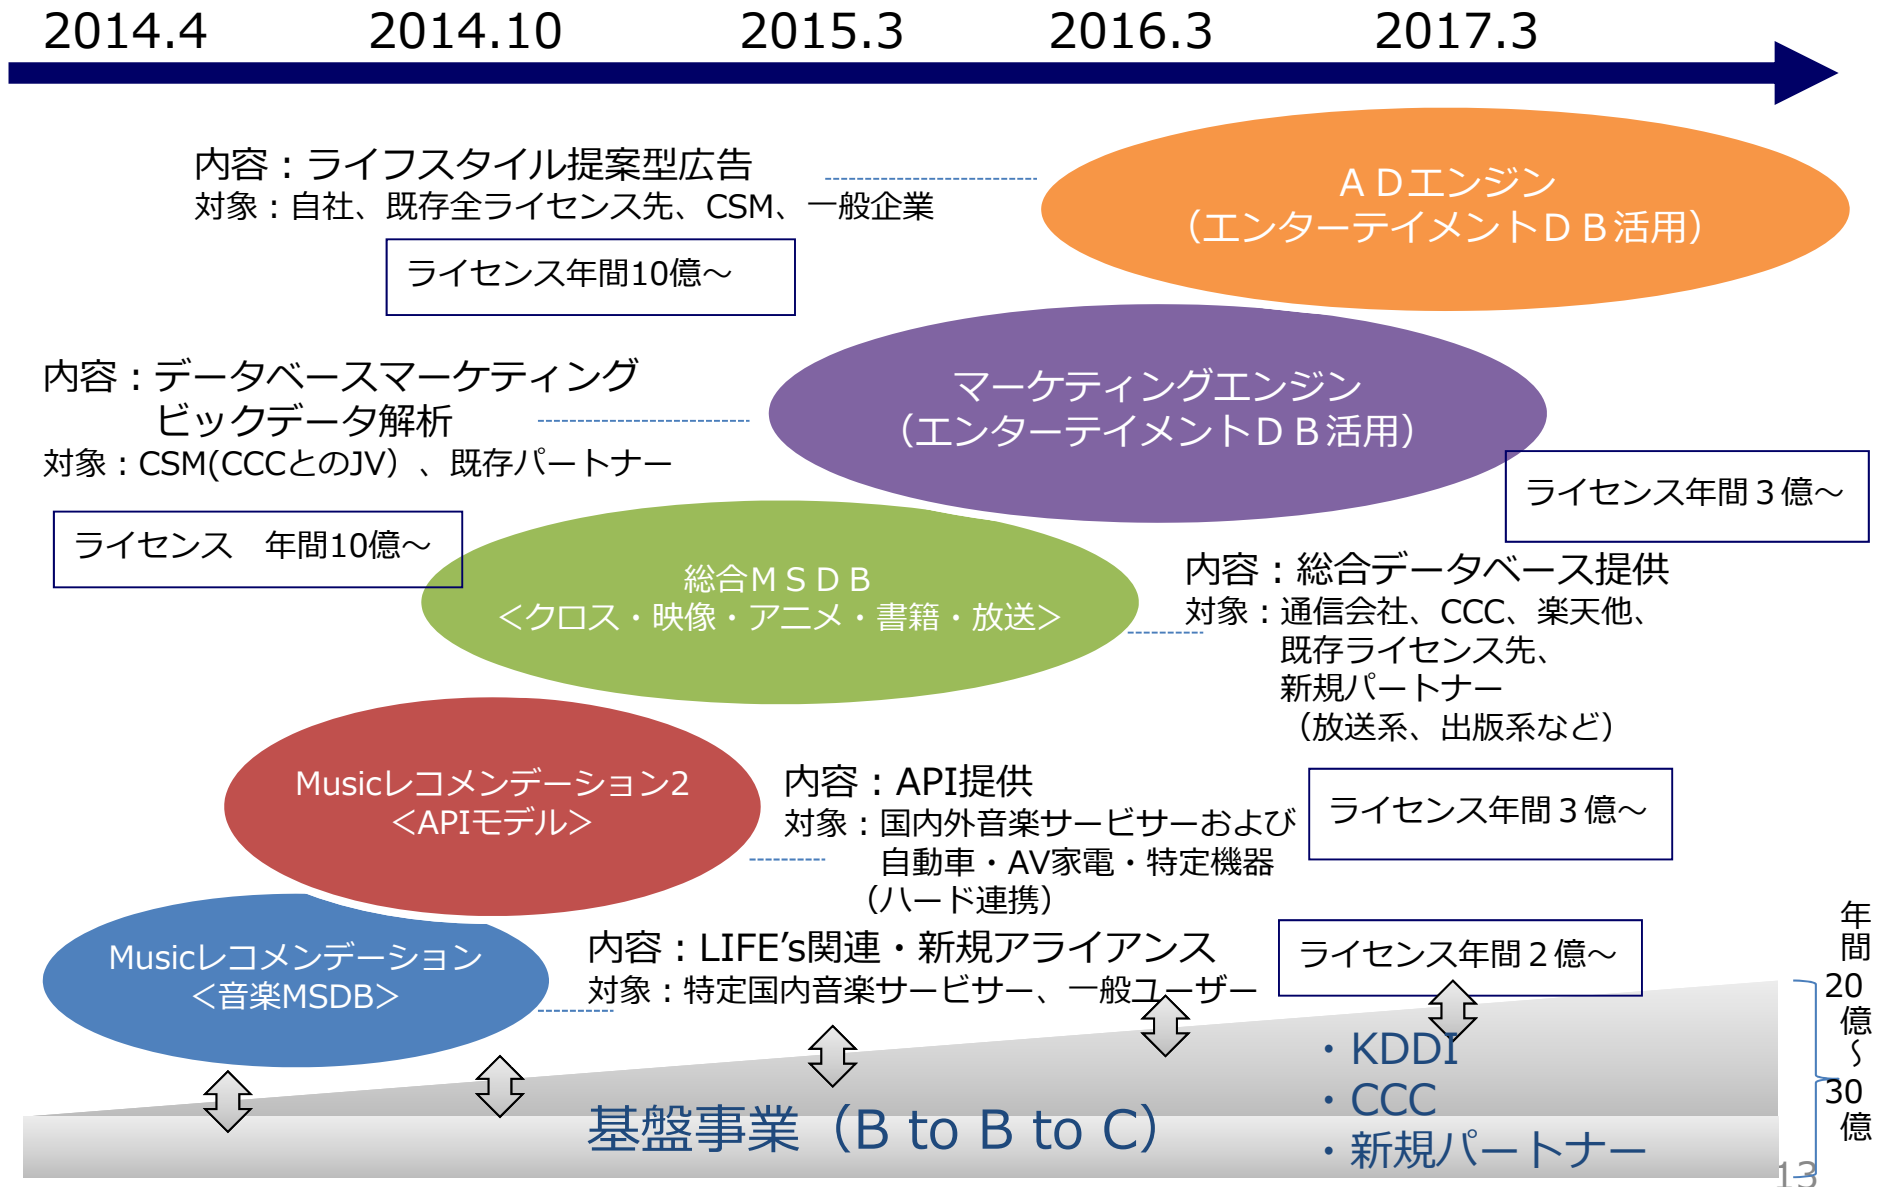 2014.4 2014.10 2015.3 2016.3 2017.3
内容：ライフスタイル提案型広告
対象：自社、既存全ライセンス先、CSM、一般企業
ライセンス年間10億～
ＡＤエンジン
（エンターテイメントＤＢ活用）
内容：データベースマーケティング
ビックデータ解析
対象：CSM(CCCとのJV）、既存パートナー
ライセンス　年間10億～
マーケティングエンジン
（エンターテイメントＤＢ活用）
ライセンス年間３億～
総合ＭＳＤＢ
＜クロス・映像・アニメ・書籍・放送＞
内容：総合データベース提供
対象：通信会社、CCC、楽天他、
既存ライセンス先、
新規パートナー
（放送系、出版系など）
Musicレコメンデーション2
＜APIモデル＞
内容：API提供
対象：国内外音楽サービサーおよび
自動車・AV家電・特定機器
（ハード連携）
ライセンス年間３億～
Musicレコメンデーション
＜音楽MSDB＞
内容：LIFE’s関連・新規アライアンス
対象：特定国内音楽サービサー、一般ユーザー
ライセンス年間２億～
年間20億～30億
基盤事業（B to B to C）
・KDDI
・CCC
・新規パートナー
13